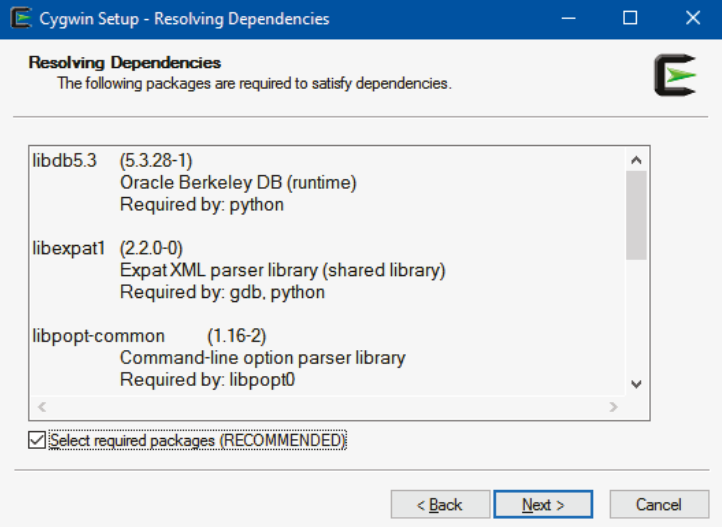 Cygwin Setup - Resolving Dependencies
Resolving Dependencies
The following packages are required to satisfy dependencies.
libdb5.3 (5.3.28-1)
Oracle Berkeley DB (runtime)
Required by: python
libexpat1 (2.2.0-0)
Expat XML parser library (shared library)
Required by: gdb, python
libpopt-common (1.16-2)
Command-line option parser library
Required by: libpopt0
Select required packages (RECOMMENDED)
< Back Next > Cancel